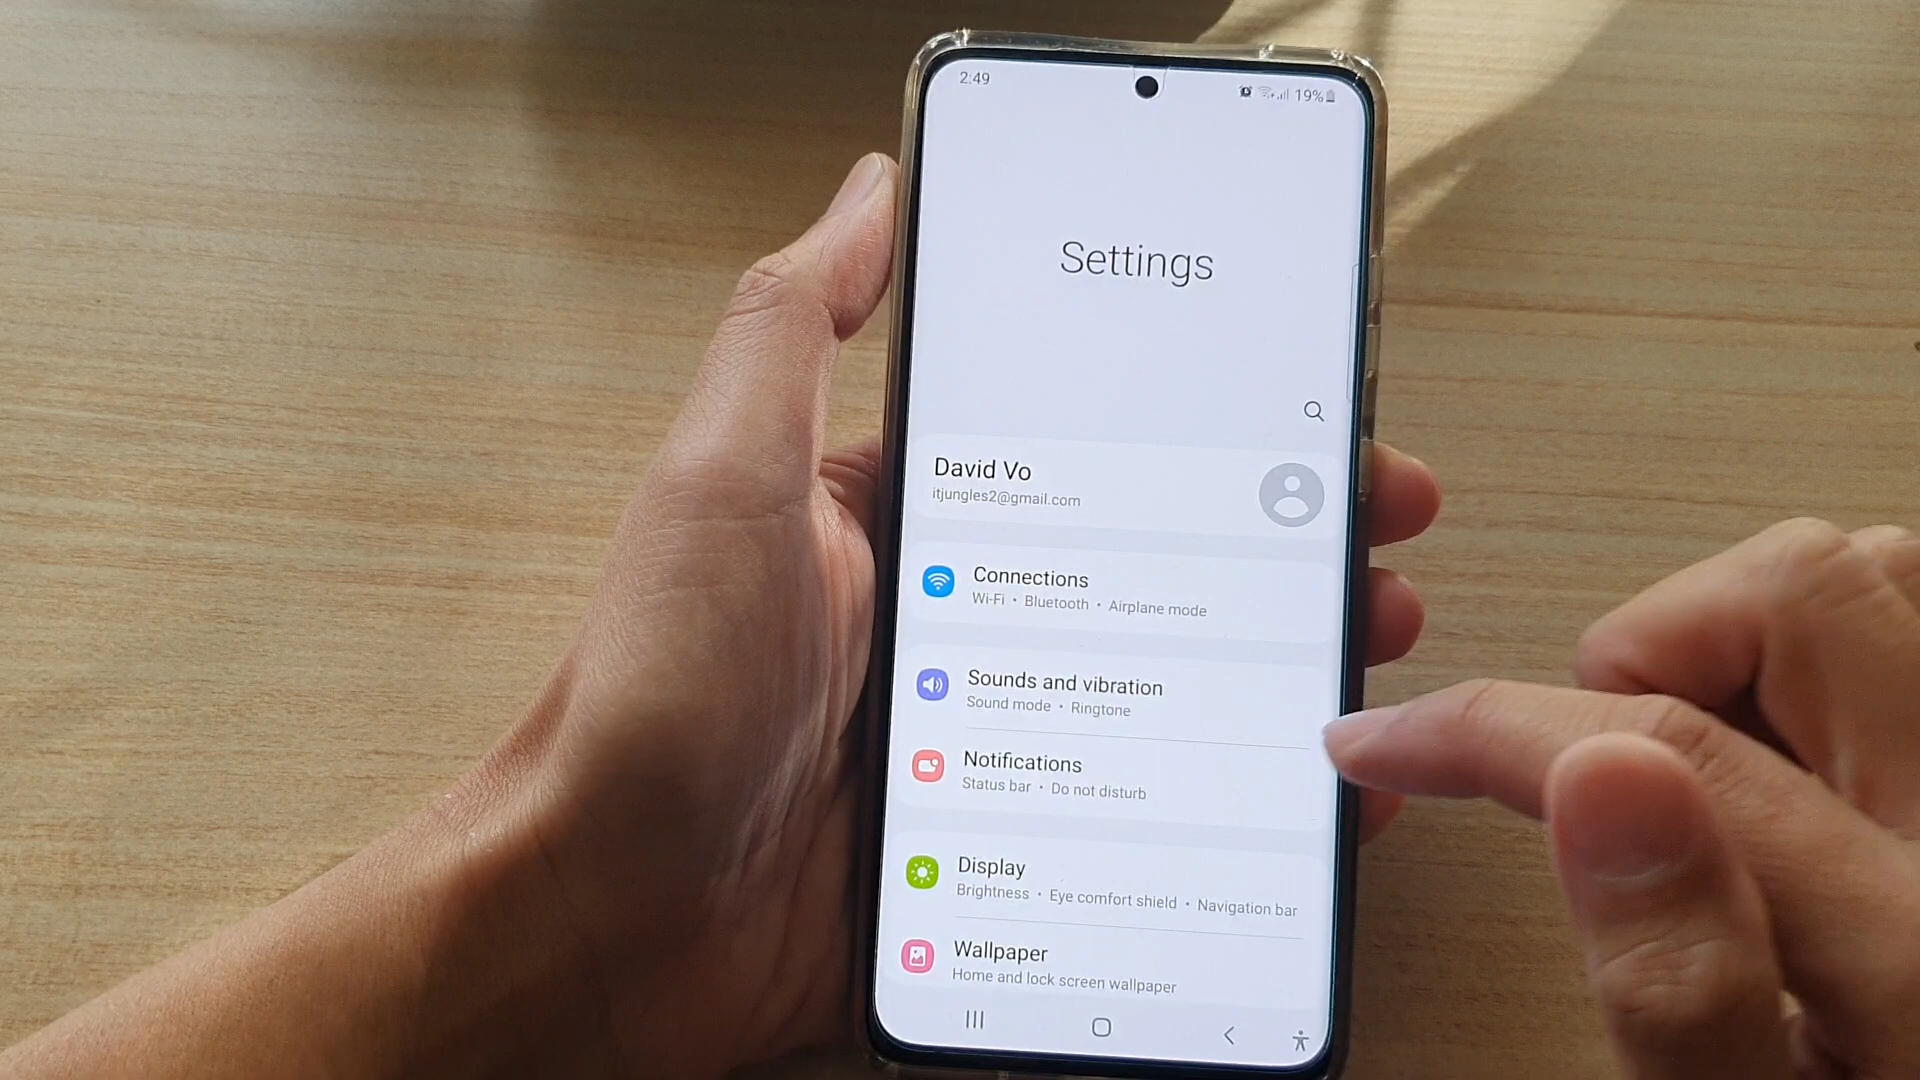 2:49
19%
Settings
David Vo
itjungles2@gmail.com
Connections
Wi-Fi • Bluetooth • Airplane mode
Sounds and vibration
Sound mode • Ringtone
Notifications
Status bar • Do not disturb
Display
Brightness • Eye comfort shield • Navigation bar
Wallpaper
Home and lock screen wallpaper